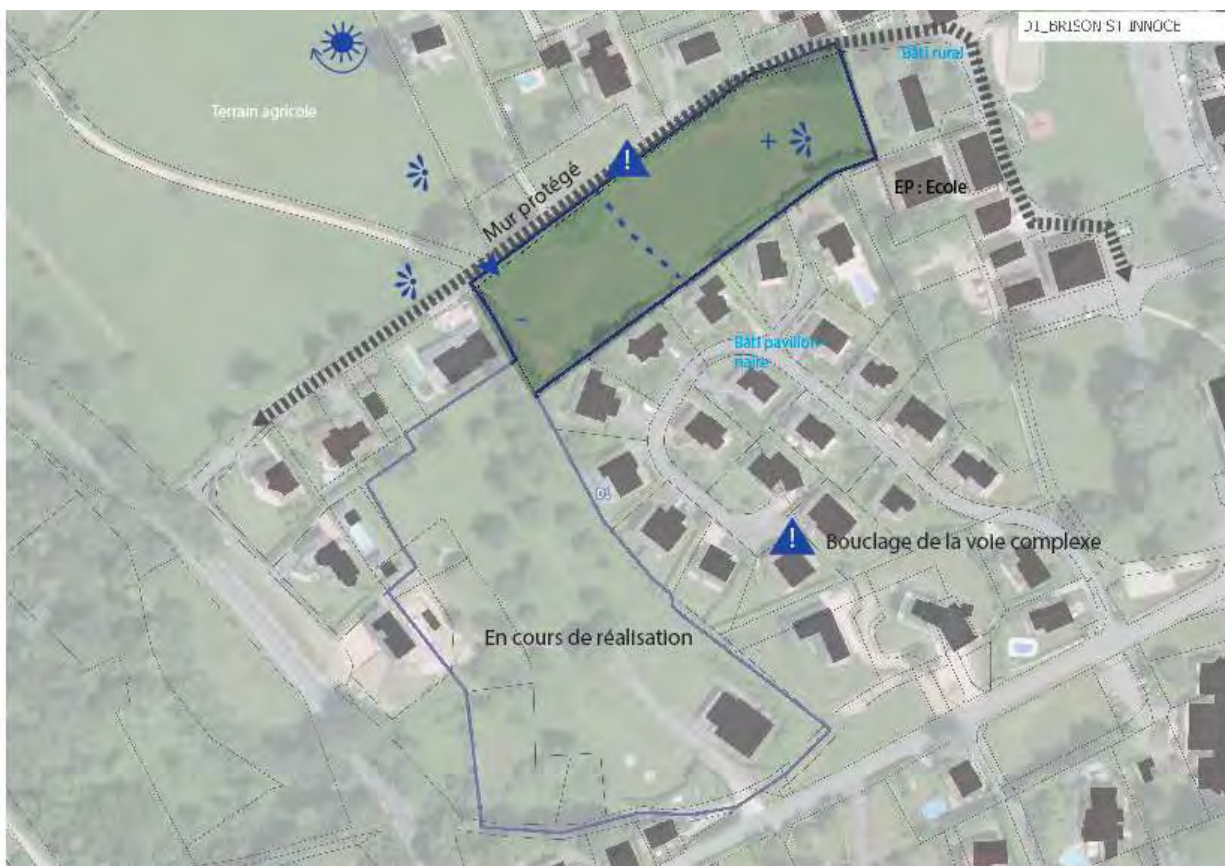 D1_BRISON ST INNOCE
Bâti rural
Terrain agricole
Mur protégé
EP : Ecole
Bâti pavillon-
naire
D1
Bouclage de la voie complexe
En cours de réalisation